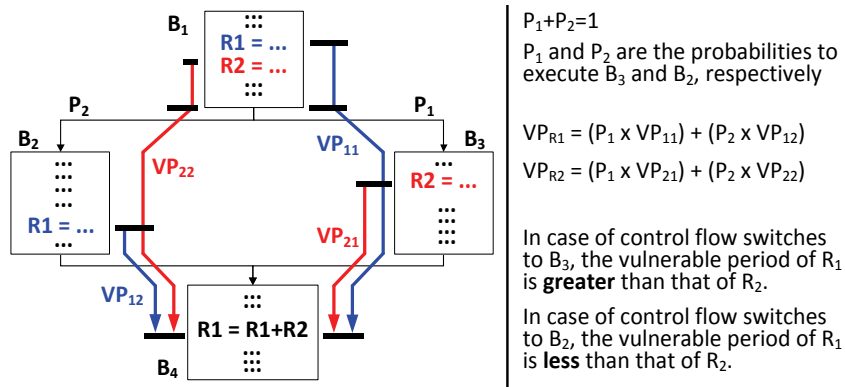 B₁
⁝⁝⁝
R1 = ...
R2 = ...
⁝⁝⁝
P₂
P₁
B₂
...
...
...
...
R1 = ...
...
VP₂₂
VP₁₁
B₃
...
R2 = ...
...
...
...
...
VP₂₁
VP₁₂
⁝⁝⁝
R1 = R1+R2
...
...
...
B₄
P₁+P₂=1
P₁ and P₂ are the probabilities to
execute B₃ and B₂, respectively
VP_R1 = (P₁ x VP₁₁) + (P₂ x VP₁₂)
VP_R2 = (P₁ x VP₂₁) + (P₂ x VP₂₂)
In case of control flow switches
to B₃, the vulnerable period of R₁
is greater than that of R₂.
In case of control flow switches
to B₂, the vulnerable period of R₁
is less than that of R₂.